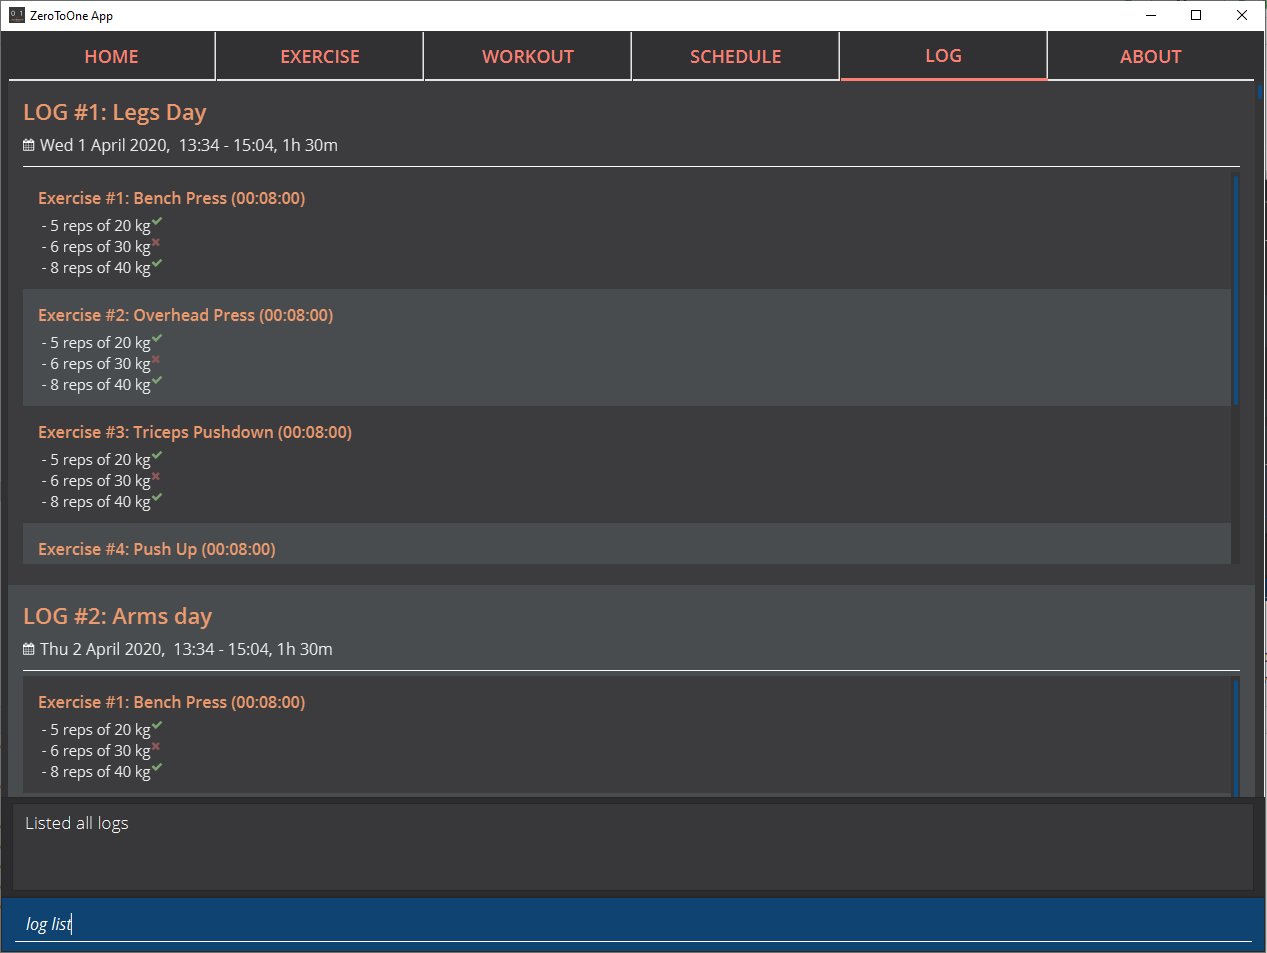 ZeroToOne App
HOME EXERCISE WORKOUT SCHEDULE LOG ABOUT
LOG #1: Legs Day
Wed 1 April 2020, 13:34 - 15:04, 1h 30m
Exercise #1: Bench Press (00:08:00)
- 5 reps of 20 kg
- 6 reps of 30 kg
- 8 reps of 40 kg
Exercise #2: Overhead Press (00:08:00)
- 5 reps of 20 kg
- 6 reps of 30 kg
- 8 reps of 40 kg
Exercise #3: Triceps Pushdown (00:08:00)
- 5 reps of 20 kg
- 6 reps of 30 kg
- 8 reps of 40 kg
Exercise #4: Push Up (00:08:00)
LOG #2: Arms day
Thu 2 April 2020, 13:34 - 15:04, 1h 30m
Exercise #1: Bench Press (00:08:00)
- 5 reps of 20 kg
- 6 reps of 30 kg
- 8 reps of 40 kg
Listed all logs
log list